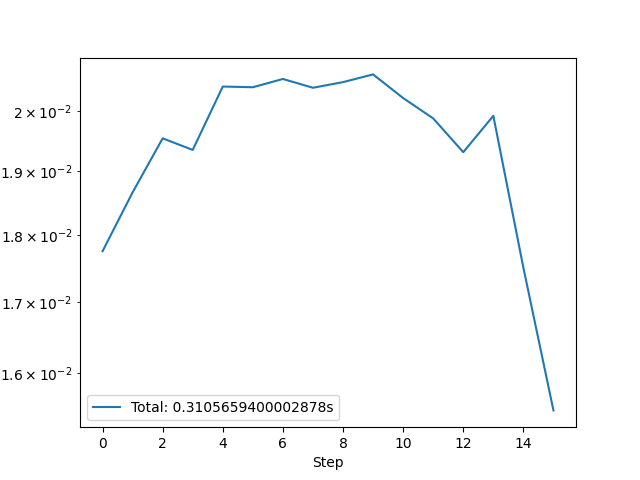 2 × 10⁻²
1.9 × 10⁻²
1.8 × 10⁻²
1.7 × 10⁻²
1.6 × 10⁻²
Total: 0.3105659400002878s
0 2 4 6 8 10 12 14
Step